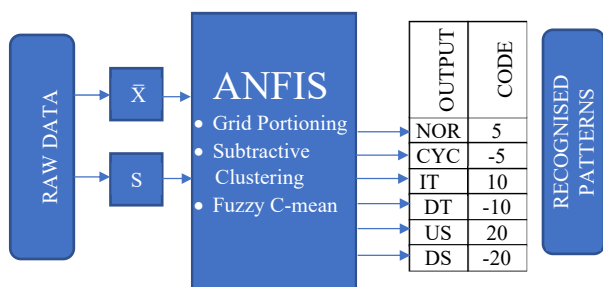 RAW DATA
X̄
S
ANFIS
• Grid Portioning
• Subtractive
Clustering
• Fuzzy C-mean
OUTPUT CODE
NOR 5
CYC -5
IT 10
DT -10
US 20
DS -20
RECOGNISED
PATTERNS